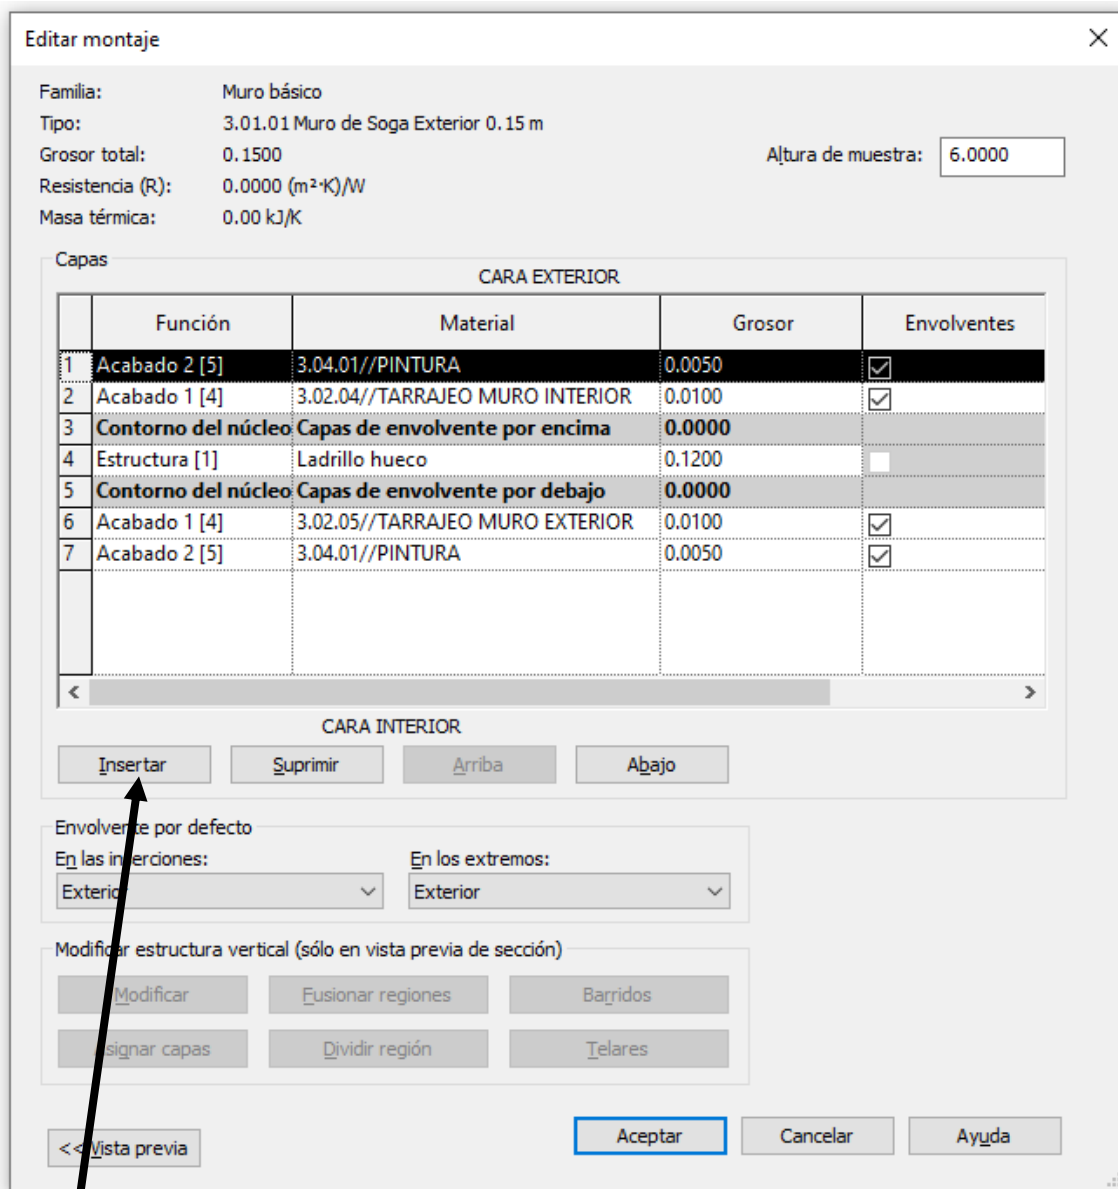 Editar montaje
Familia: Muro básico
Tipo: 3.01.01 Muro de Soga Exterior 0.15 m
Grosor total: 0.1500 Altura de muestra: 6.0000
Resistencia (R): 0.0000 (m²·K)/W
Masa térmica: 0.00 kJ/K
Capas
CARA EXTERIOR
Función Material Grosor Envolventes
1 Acabado 2 [5] 3.04.01//PINTURA 0.0050
2 Acabado 1 [4] 3.02.04//TARRAJEO MURO INTERIOR 0.0100
3 Contorno del núcleo Capas de envolvente por encima 0.0000
4 Estructura [1] Ladrillo hueco 0.1200
5 Contorno del núcleo Capas de envolvente por debajo 0.0000
6 Acabado 1 [4] 3.02.05//TARRAJEO MURO EXTERIOR 0.0100
7 Acabado 2 [5] 3.04.01//PINTURA 0.0050
CARA INTERIOR
Insertar Suprimir Arriba Abajo
Envolvente por defecto
En las inserciones: En los extremos:
Exterior Exterior
Modificar estructura vertical (sólo en vista previa de sección)
Modificar Fusionar regiones Barridos
Asignar capas Dividir región Telares
<< Vista previa Aceptar Cancelar Ayuda